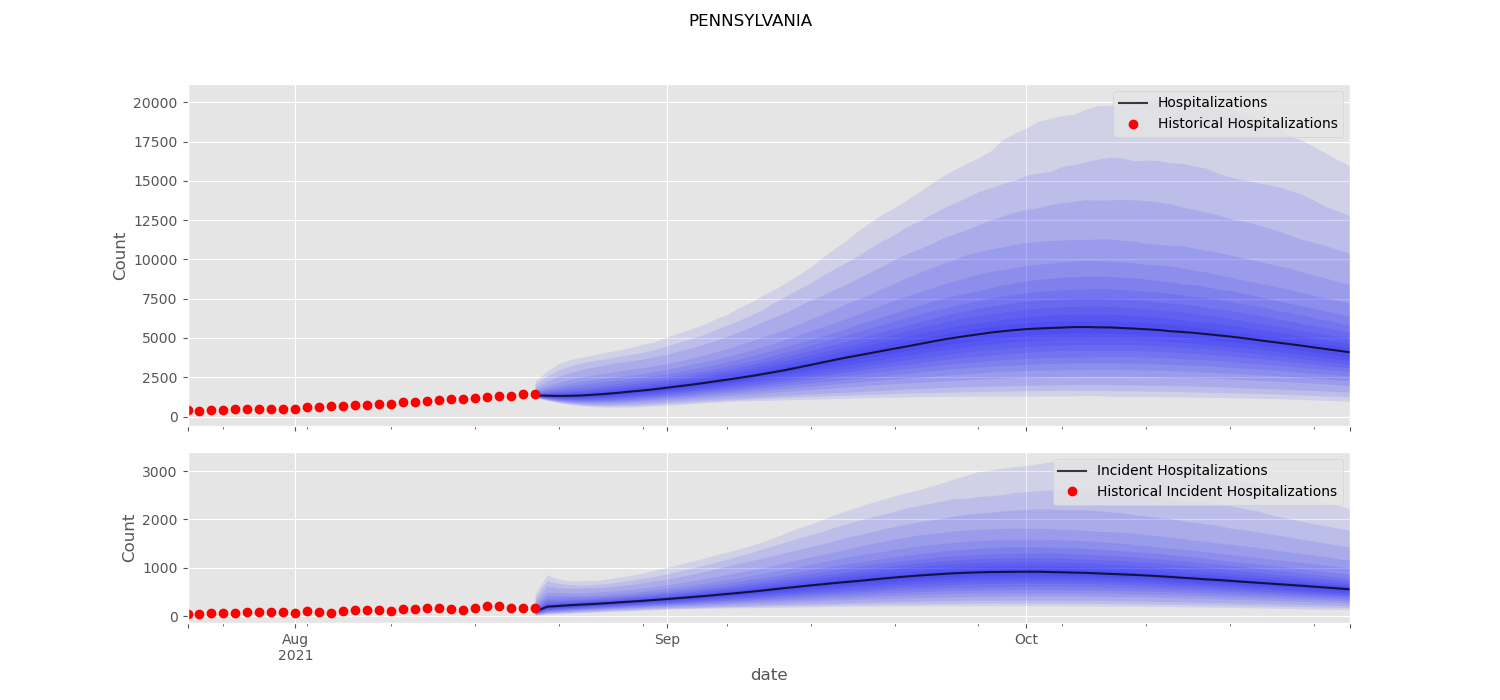 PENNSYLVANIA
20000
17500
15000
12500
10000
7500
5000
2500
0
Count
Hospitalizations
Historical Hospitalizations
3000
2000
1000
0
Count
Incident Hospitalizations
Historical Incident Hospitalizations
Aug
2021
Sep
Oct
date